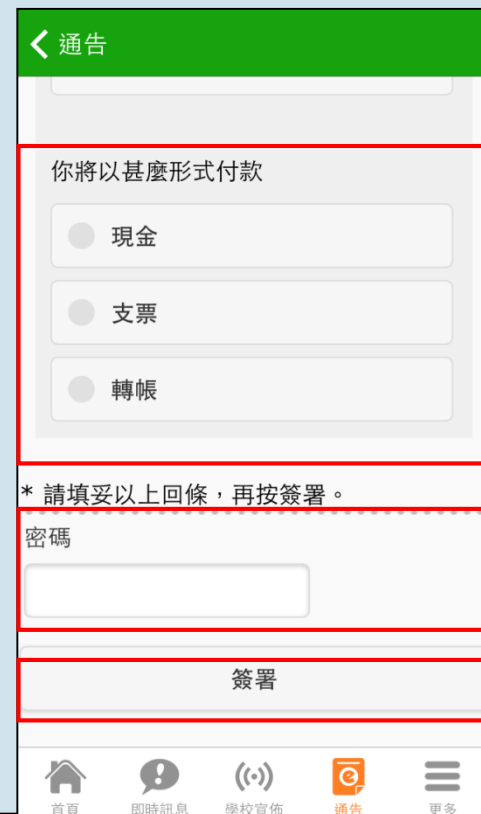 通告
你將以甚麼形式付款
現金
支票
轉帳
* 請填妥以上回條，再按簽署。
密碼
簽署
首頁 即時訊息 學校宣佈 通告 更多